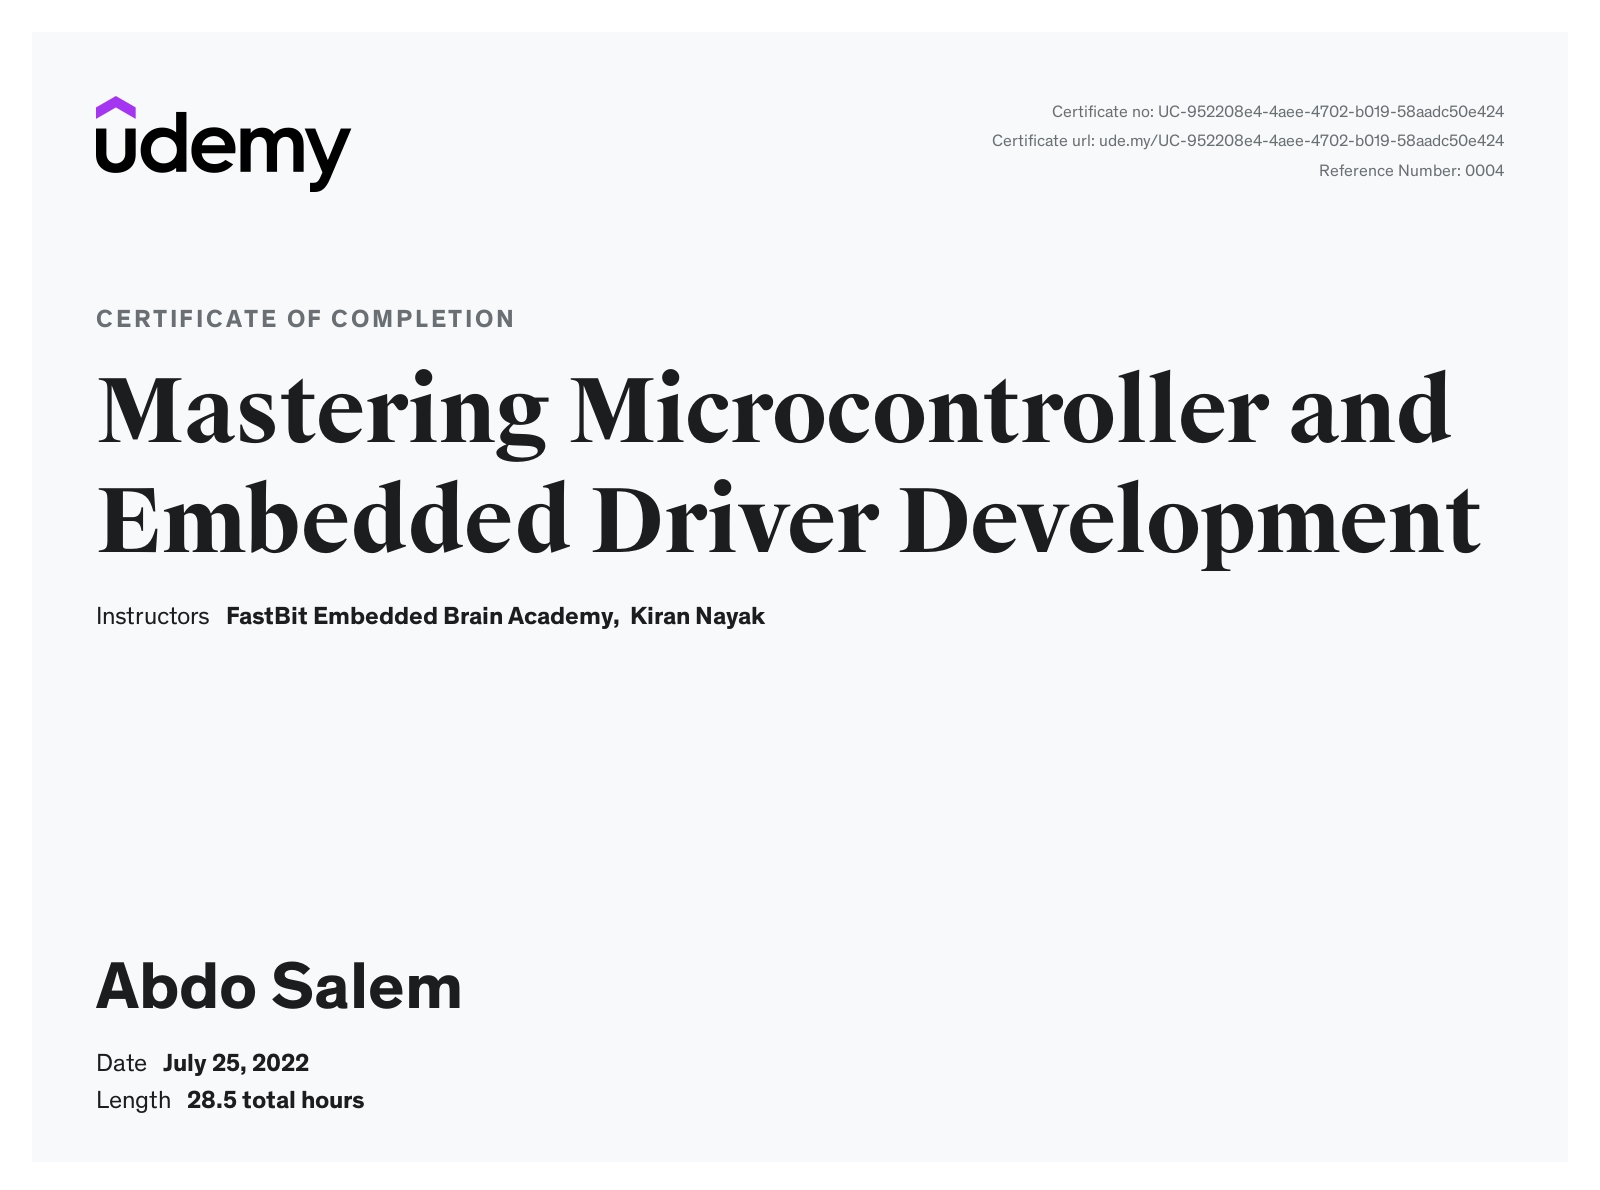 udemy
Certificate no: UC-952208e4-4aee-4702-b019-58aadc50e424
Certificate url: ude.my/UC-952208e4-4aee-4702-b019-58aadc50e424
Reference Number: 0004
CERTIFICATE OF COMPLETION
Mastering Microcontroller and
Embedded Driver Development
Instructors FastBit Embedded Brain Academy, Kiran Nayak
Abdo Salem
Date July 25, 2022
Length 28.5 total hours